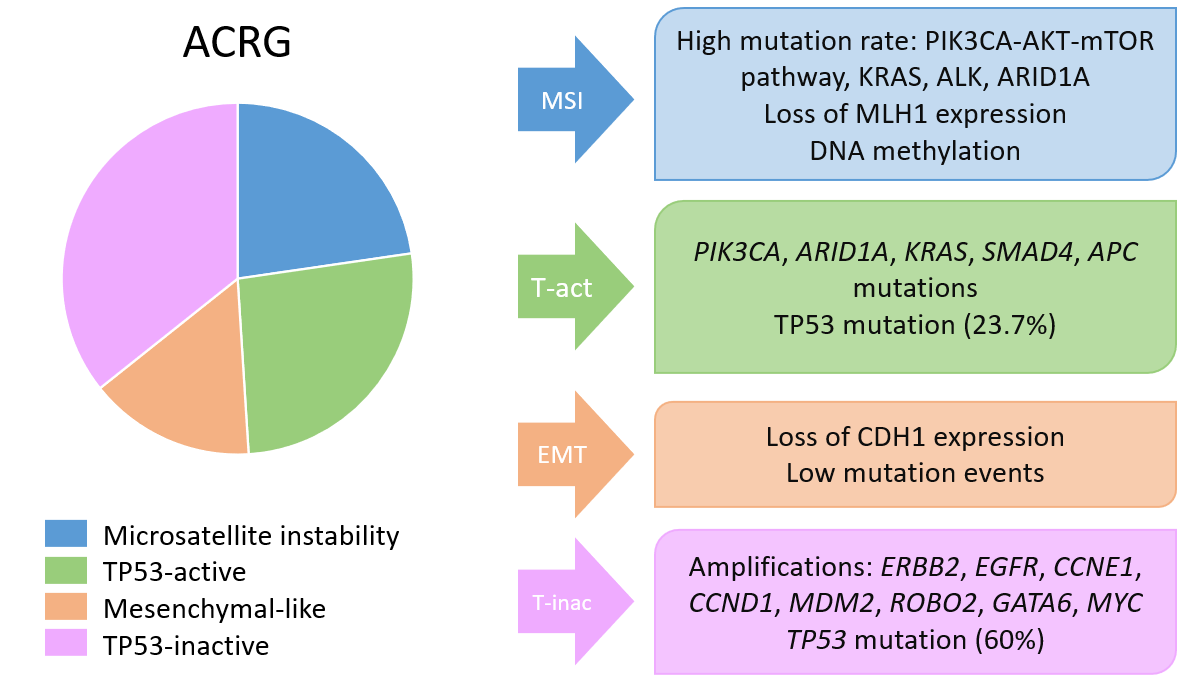 ACRG
Microsatellite instability
TP53-active
Mesenchymal-like
TP53-inactive
MSI
High mutation rate: PIK3CA-AKT-mTOR
pathway, KRAS, ALK, ARID1A
Loss of MLH1 expression
DNA methylation
T-act
PIK3CA, ARID1A, KRAS, SMAD4, APC
mutations
TP53 mutation (23.7%)
EMT
Loss of CDH1 expression
Low mutation events
T-inac
Amplifications: ERBB2, EGFR, CCNE1,
CCND1, MDM2, ROBO2, GATA6, MYC
TP53 mutation (60%)